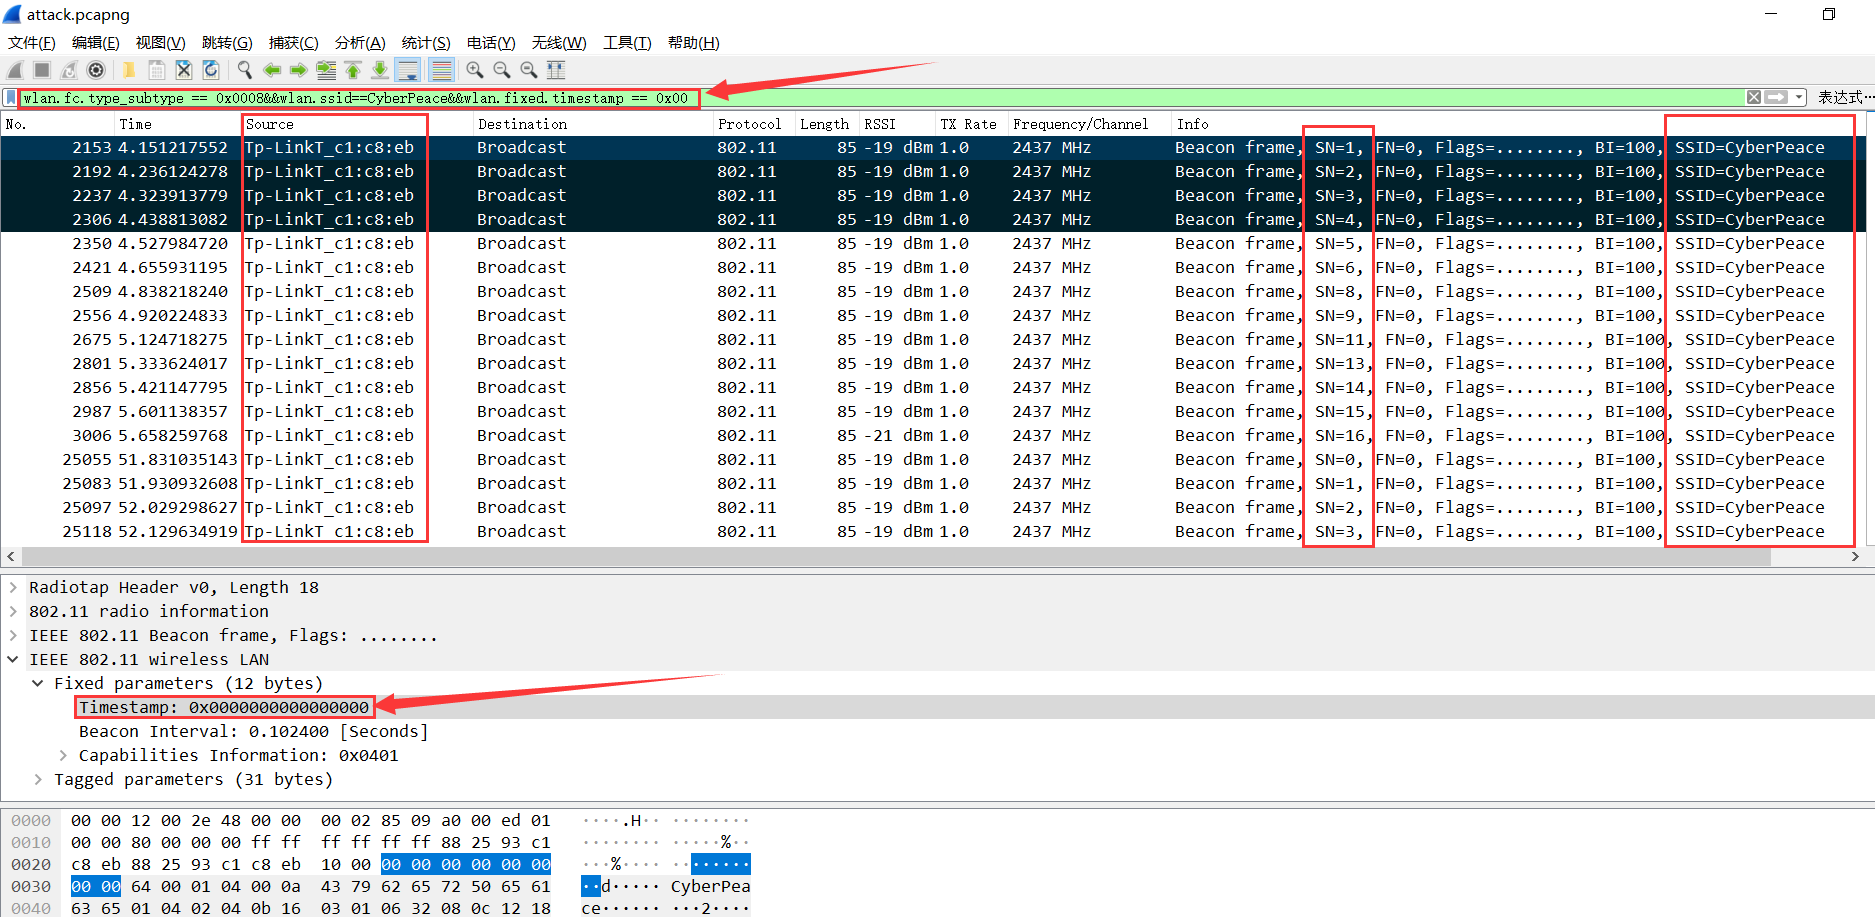 attack.pcapng
文件(F) 编辑(E) 视图(V) 跳转(G) 捕获(C) 分析(A) 统计(S) 电话(Y) 无线(W) 工具(T) 帮助(H)
wlan.fc.type_subtype == 0x0008&&wlan.ssid==CyberPeace&&wlan.fixed.timestamp == 0x00 表达式…
No. Time Source Destination Protocol Length RSSI TX Rate Frequency/Channel Info
2153 4.151217552 Tp-LinkT_c1:c8:eb Broadcast 802.11 85 -19 dBm 1.0 2437 MHz Beacon frame, SN=1, FN=0, Flags=........, BI=100, SSID=CyberPeace
2192 4.236124278 Tp-LinkT_c1:c8:eb Broadcast 802.11 85 -19 dBm 1.0 2437 MHz Beacon frame, SN=2, FN=0, Flags=........, BI=100, SSID=CyberPeace
2237 4.323913779 Tp-LinkT_c1:c8:eb Broadcast 802.11 85 -19 dBm 1.0 2437 MHz Beacon frame, SN=3, FN=0, Flags=........, BI=100, SSID=CyberPeace
2306 4.438813082 Tp-LinkT_c1:c8:eb Broadcast 802.11 85 -19 dBm 1.0 2437 MHz Beacon frame, SN=4, FN=0, Flags=........, BI=100, SSID=CyberPeace
2350 4.527984720 Tp-LinkT_c1:c8:eb Broadcast 802.11 85 -19 dBm 1.0 2437 MHz Beacon frame, SN=5, FN=0, Flags=........, BI=100, SSID=CyberPeace
2421 4.655931195 Tp-LinkT_c1:c8:eb Broadcast 802.11 85 -19 dBm 1.0 2437 MHz Beacon frame, SN=6, FN=0, Flags=........, BI=100, SSID=CyberPeace
2509 4.838218240 Tp-LinkT_c1:c8:eb Broadcast 802.11 85 -19 dBm 1.0 2437 MHz Beacon frame, SN=8, FN=0, Flags=........, BI=100, SSID=CyberPeace
2556 4.920224833 Tp-LinkT_c1:c8:eb Broadcast 802.11 85 -19 dBm 1.0 2437 MHz Beacon frame, SN=9, FN=0, Flags=........, BI=100, SSID=CyberPeace
2675 5.124718275 Tp-LinkT_c1:c8:eb Broadcast 802.11 85 -19 dBm 1.0 2437 MHz Beacon frame, SN=11, FN=0, Flags=........, BI=100, SSID=CyberPeace
2801 5.333624017 Tp-LinkT_c1:c8:eb Broadcast 802.11 85 -19 dBm 1.0 2437 MHz Beacon frame, SN=13, FN=0, Flags=........, BI=100, SSID=CyberPeace
2856 5.421147795 Tp-LinkT_c1:c8:eb Broadcast 802.11 85 -19 dBm 1.0 2437 MHz Beacon frame, SN=14, FN=0, Flags=........, BI=100, SSID=CyberPeace
2987 5.601138357 Tp-LinkT_c1:c8:eb Broadcast 802.11 85 -19 dBm 1.0 2437 MHz Beacon frame, SN=15, FN=0, Flags=........, BI=100, SSID=CyberPeace
3006 5.658259768 Tp-LinkT_c1:c8:eb Broadcast 802.11 85 -21 dBm 1.0 2437 MHz Beacon frame, SN=16, FN=0, Flags=........, BI=100, SSID=CyberPeace
25055 51.831035143 Tp-LinkT_c1:c8:eb Broadcast 802.11 85 -19 dBm 1.0 2437 MHz Beacon frame, SN=0, FN=0, Flags=........, BI=100, SSID=CyberPeace
25083 51.930932608 Tp-LinkT_c1:c8:eb Broadcast 802.11 85 -19 dBm 1.0 2437 MHz Beacon frame, SN=1, FN=0, Flags=........, BI=100, SSID=CyberPeace
25097 52.029298627 Tp-LinkT_c1:c8:eb Broadcast 802.11 85 -19 dBm 1.0 2437 MHz Beacon frame, SN=2, FN=0, Flags=........, BI=100, SSID=CyberPeace
25118 52.129634919 Tp-LinkT_c1:c8:eb Broadcast 802.11 85 -19 dBm 1.0 2437 MHz Beacon frame, SN=3, FN=0, Flags=........, BI=100, SSID=CyberPeace
Radiotap Header v0, Length 18
802.11 radio information
IEEE 802.11 Beacon frame, Flags: ........
IEEE 802.11 wireless LAN
Fixed parameters (12 bytes)
Timestamp: 0x0000000000000000
Beacon Interval: 0.102400 [Seconds]
Capabilities Information: 0x0401
Tagged parameters (31 bytes)
0000 00 00 12 00 2e 48 00 00 00 02 85 09 a0 00 ed 01 ····.H·· ········
0010 00 00 80 00 00 00 ff ff ff ff ff ff 88 25 93 c1 ········ ·····%··
0020 c8 eb 88 25 93 c1 c8 eb 10 00 00 00 00 00 00 00 ···%···· ········
0030 00 00 64 00 01 04 00 0a 43 79 62 65 72 50 65 61 ··d····· CyberPea
0040 63 65 01 04 02 04 0b 16 03 01 06 32 08 0c 12 18 ce······ ···2····